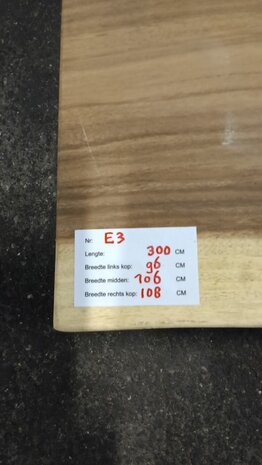 Nr: E3
Lengte: 300 CM
Breedte links kop: 96 CM
Breedte midden: 106 CM
Breedte rechts kop: 108 CM